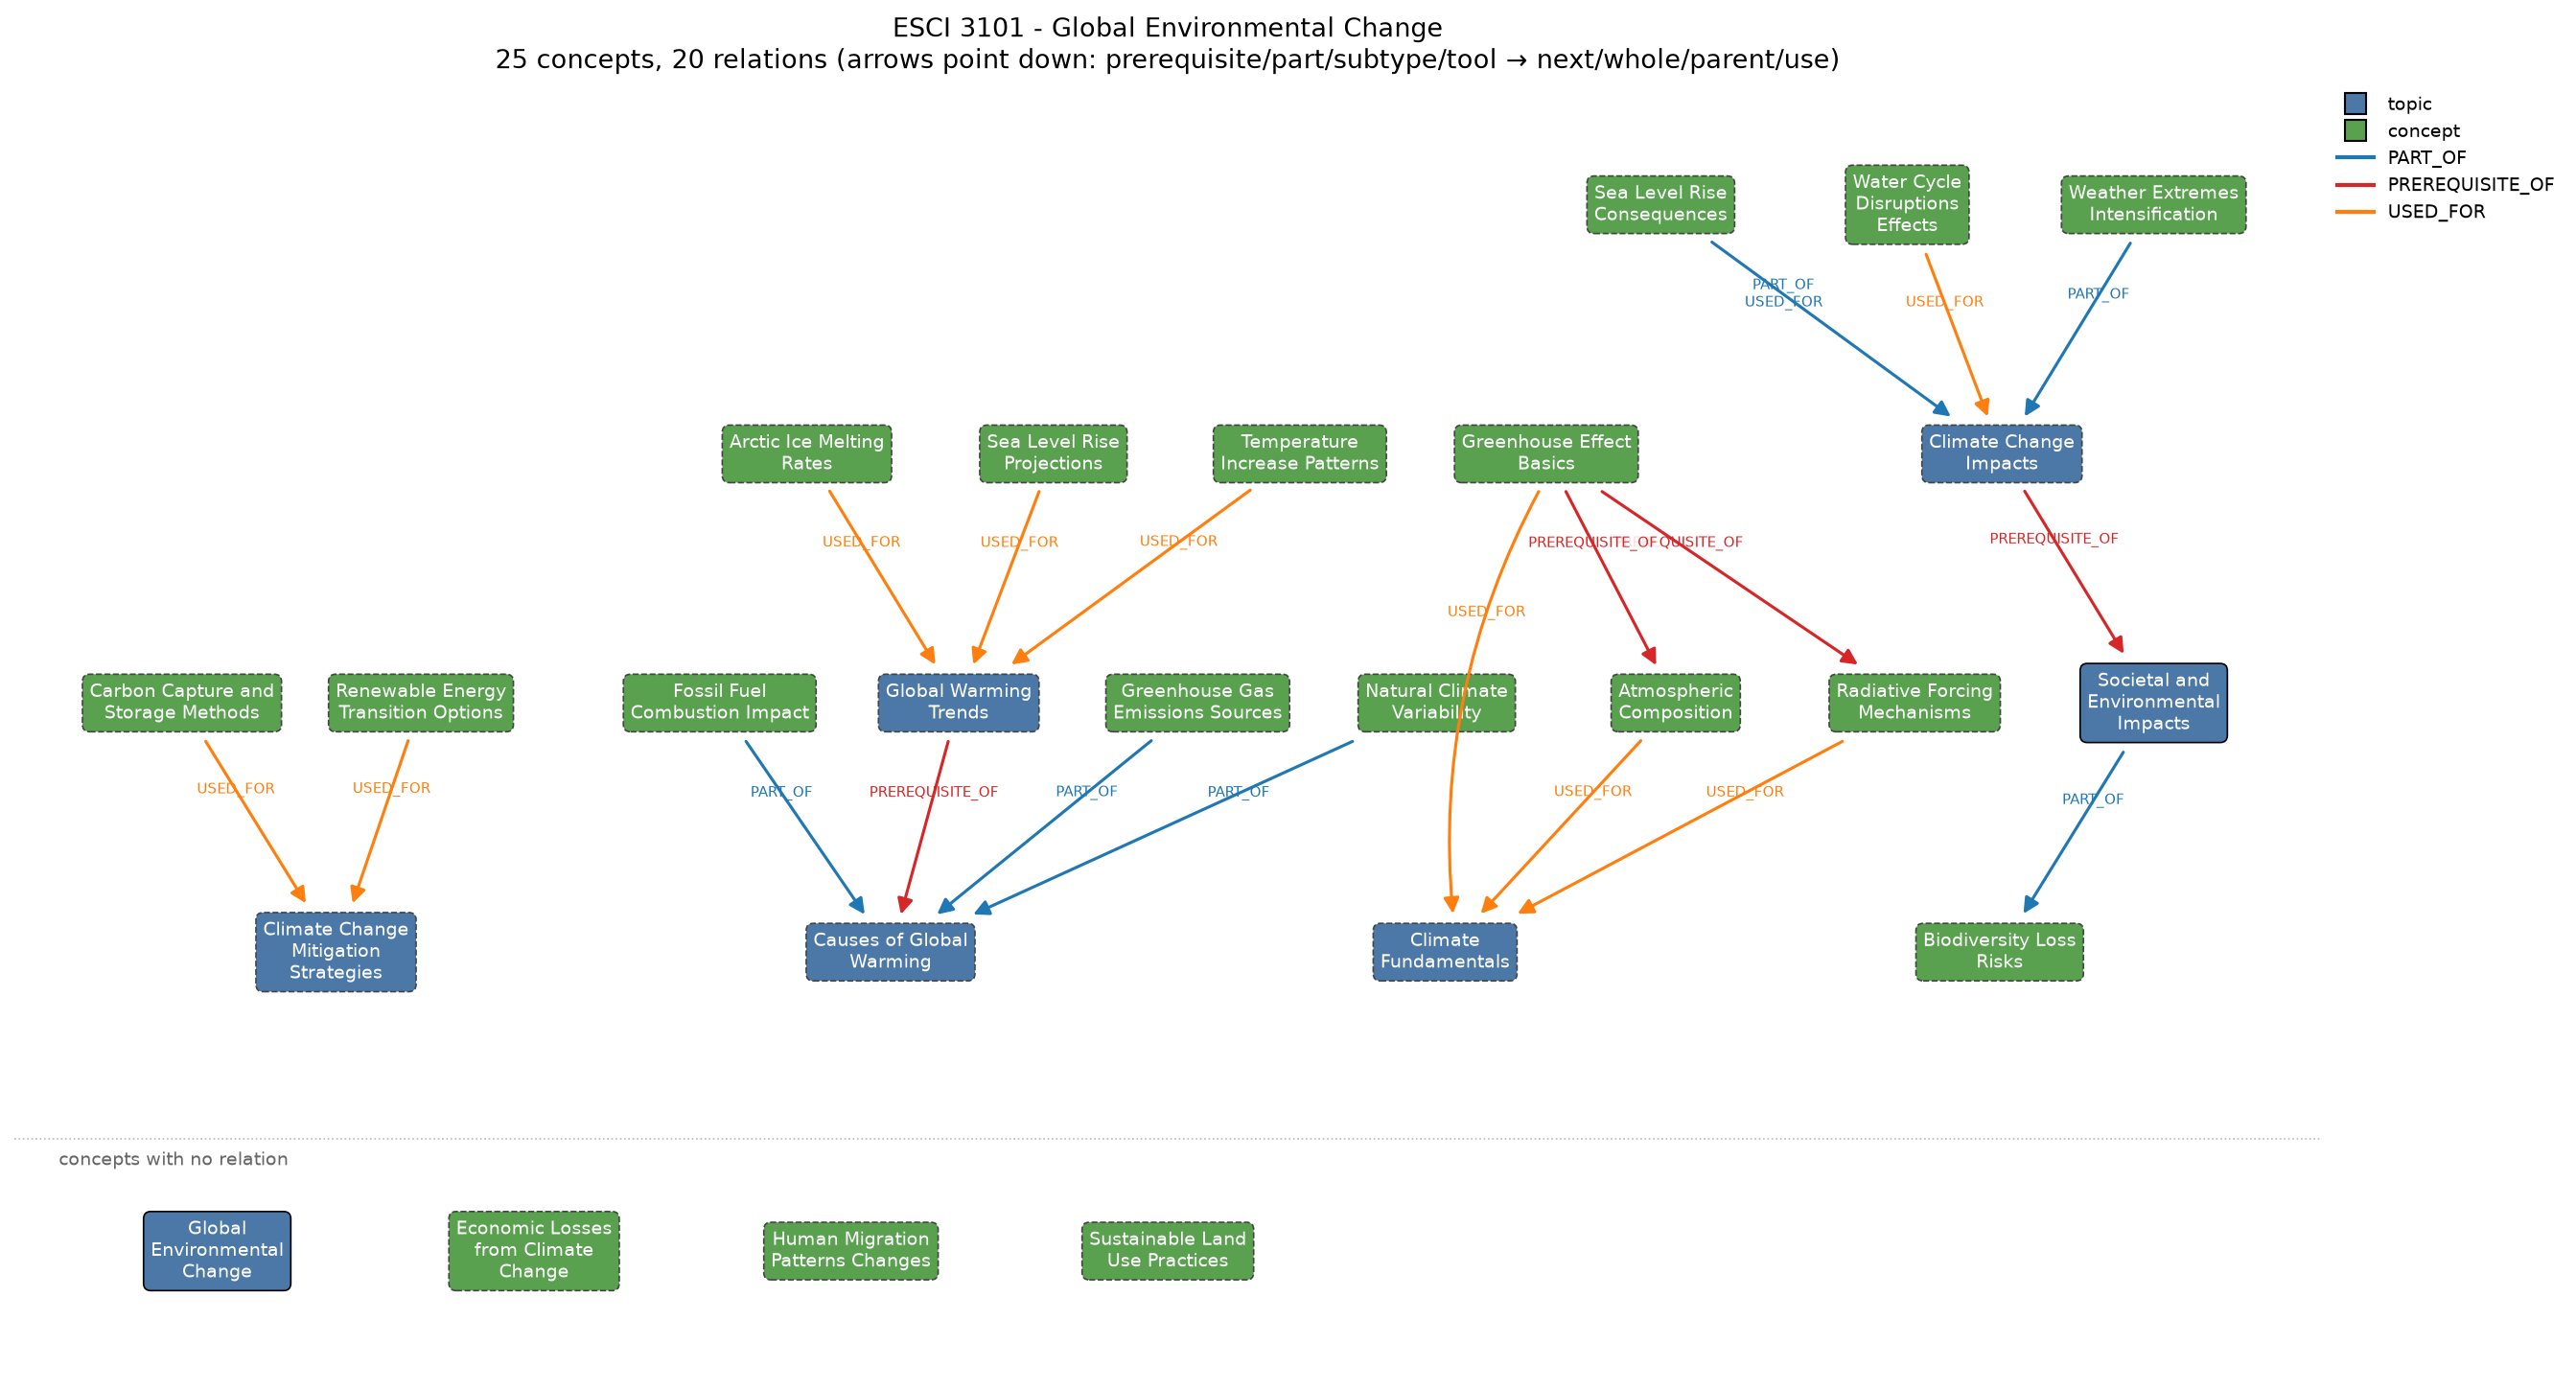 ESCI 3101 - Global Environmental Change
25 concepts, 20 relations (arrows point down: prerequisite/part/subtype/tool → next/whole/parent/use)
topic
concept
PART_OF
PREREQUISITE_OF
USED_FOR
Sea Level Rise
Consequences
Water Cycle
Disruptions
Effects
Weather Extremes
Intensification
PART_OF
USED_FOR
USED_FOR
PART_OF
Arctic Ice Melting
Rates
Sea Level Rise
Projections
Temperature
Increase Patterns
Greenhouse Effect
Basics
Climate Change
Impacts
USED_FOR
USED_FOR
USED_FOR
PREREQUISITE_OF
QUISITE_OF
PREREQUISITE_OF
USED_FOR
Carbon Capture and
Storage Methods
Renewable Energy
Transition Options
Fossil Fuel
Combustion Impact
Global Warming
Trends
Greenhouse Gas
Emissions Sources
Natural Climate
Variability
Atmospheric
Composition
Radiative Forcing
Mechanisms
Societal and
Environmental
Impacts
USED_FOR
USED_FOR
PART_OF
PREREQUISITE_OF
PART_OF
PART_OF
USED_FOR
USED_FOR
PART_OF
Climate Change
Mitigation
Strategies
Causes of Global
Warming
Climate
Fundamentals
Biodiversity Loss
Risks
concepts with no relation
Global
Environmental
Change
Economic Losses
from Climate
Change
Human Migration
Patterns Changes
Sustainable Land
Use Practices